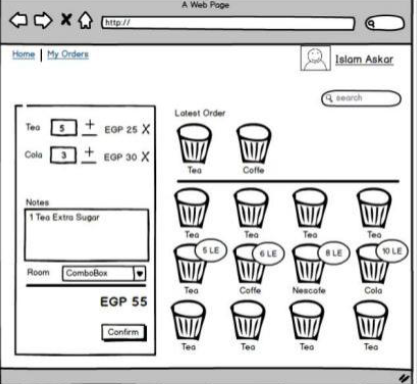 A Web Page
http://
Home | My Orders
Islam Askar
search
Latest Order
Tea 5 + EGP 25 X
Cola 3 + EGP 30 X
Notes
1 Tea Extra Sugar
Room ComboBox
EGP 55
Confirm
Tea Coffe
Tea Tea Tea Tea
5 LE 6 LE 8 LE 10 LE
Tea Coffe Nescafe Cola
Tea Tea Tea Tea